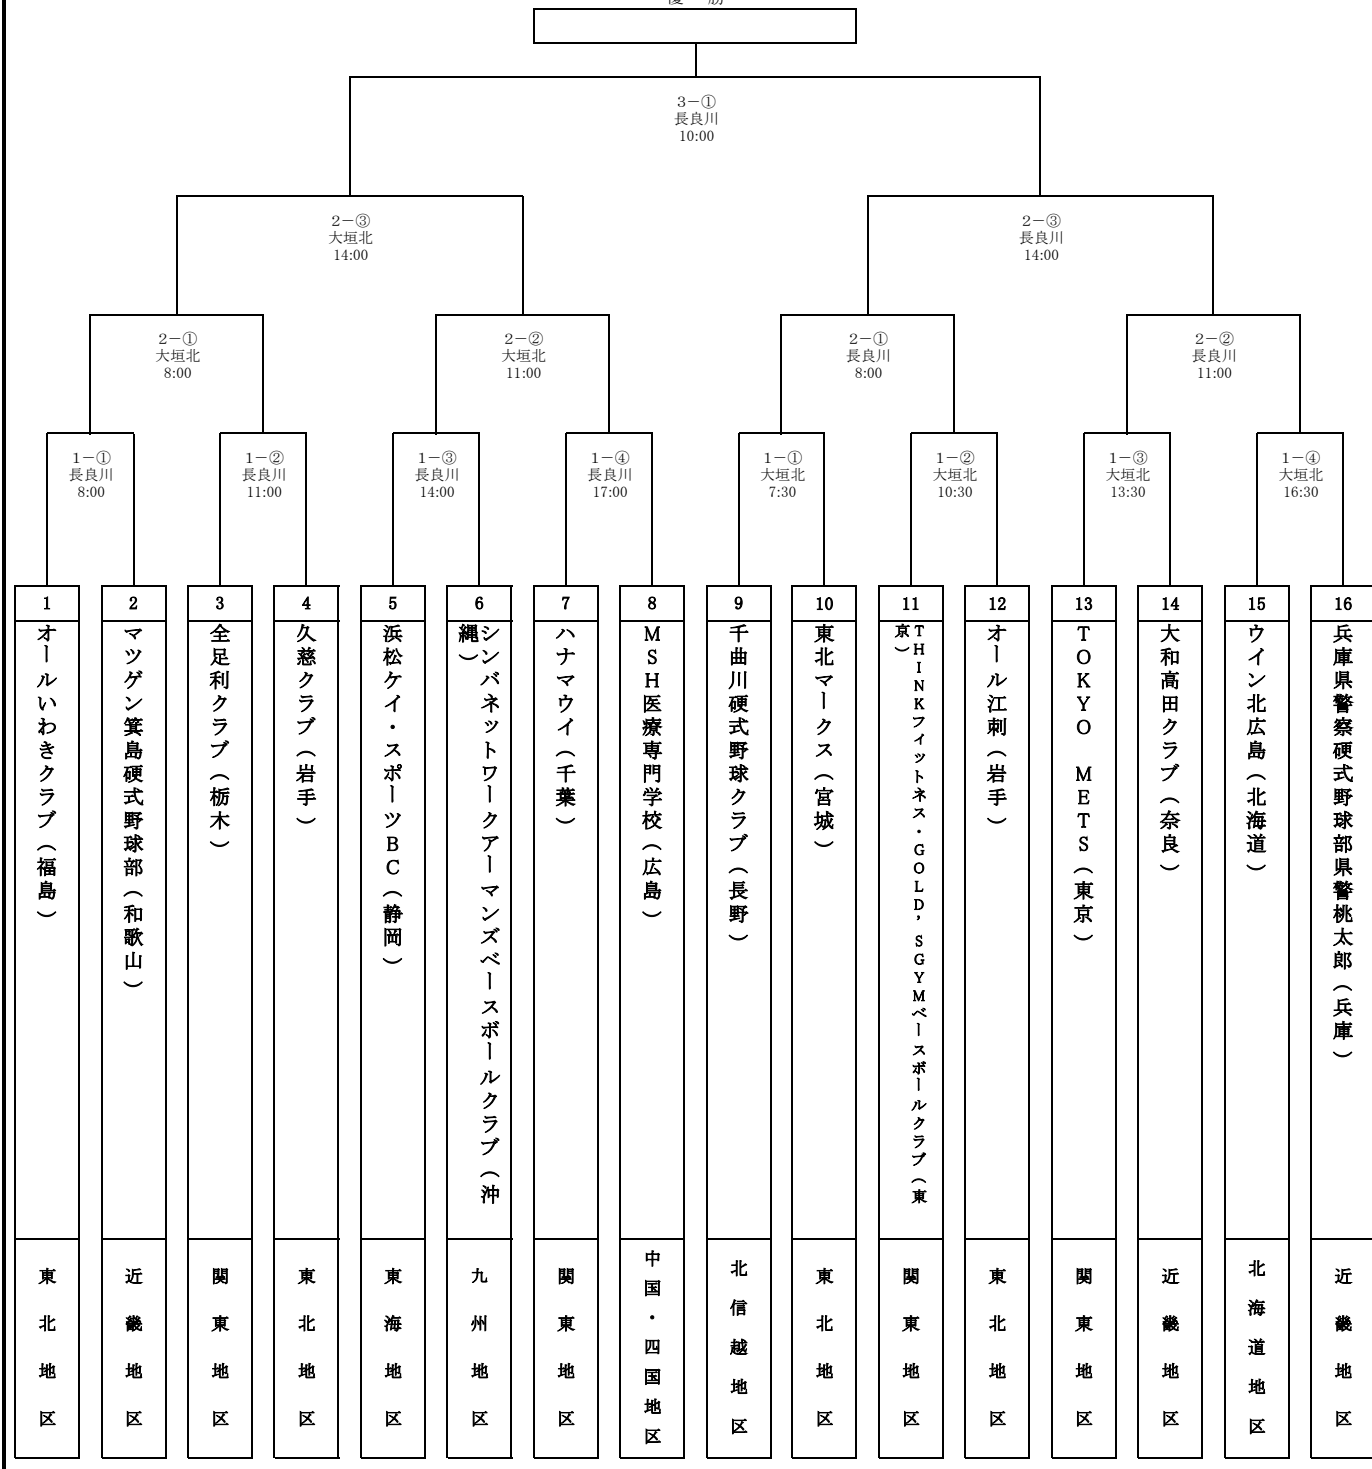 優　勝
3－①
長良川
10:00
2－③
大垣北
14:00
2－③
長良川
14:00
2－①
大垣北
8:00
2－②
大垣北
11:00
2－①
長良川
8:00
2－②
長良川
11:00
1－①
長良川
8:00
1－②
長良川
11:00
1－③
長良川
14:00
1－④
長良川
17:00
1－①
大垣北
7:30
1－②
大垣北
10:30
1－③
大垣北
13:30
1－④
大垣北
16:30
1
オールいわきクラブ（福島）
東北地区
2
マツゲン箕島硬式野球部（和歌山）
近畿地区
3
全足利クラブ（栃木）
関東地区
4
久慈クラブ（岩手）
東北地区
5
浜松ケイ・スポーツBC（静岡）
東海地区
6
シンバネットワークアーマンズベースボールクラブ（沖
縄）
九州地区
7
ハナマウイ（千葉）
関東地区
8
MSH医療専門学校（広島）
中国・四国地区
9
千曲川硬式野球クラブ（長野）
北信越地区
10
東北マークス（宮城）
東北地区
11
THINKフィットネス・GOLD’SGYMベースボールクラブ（東
京）
関東地区
12
オール江刺（岩手）
東北地区
13
TOKYO　METS（東京）
関東地区
14
大和高田クラブ（奈良）
近畿地区
15
ウイン北広島（北海道）
北海道地区
16
兵庫県警察硬式野球部県警桃太郎（兵庫）
近畿地区